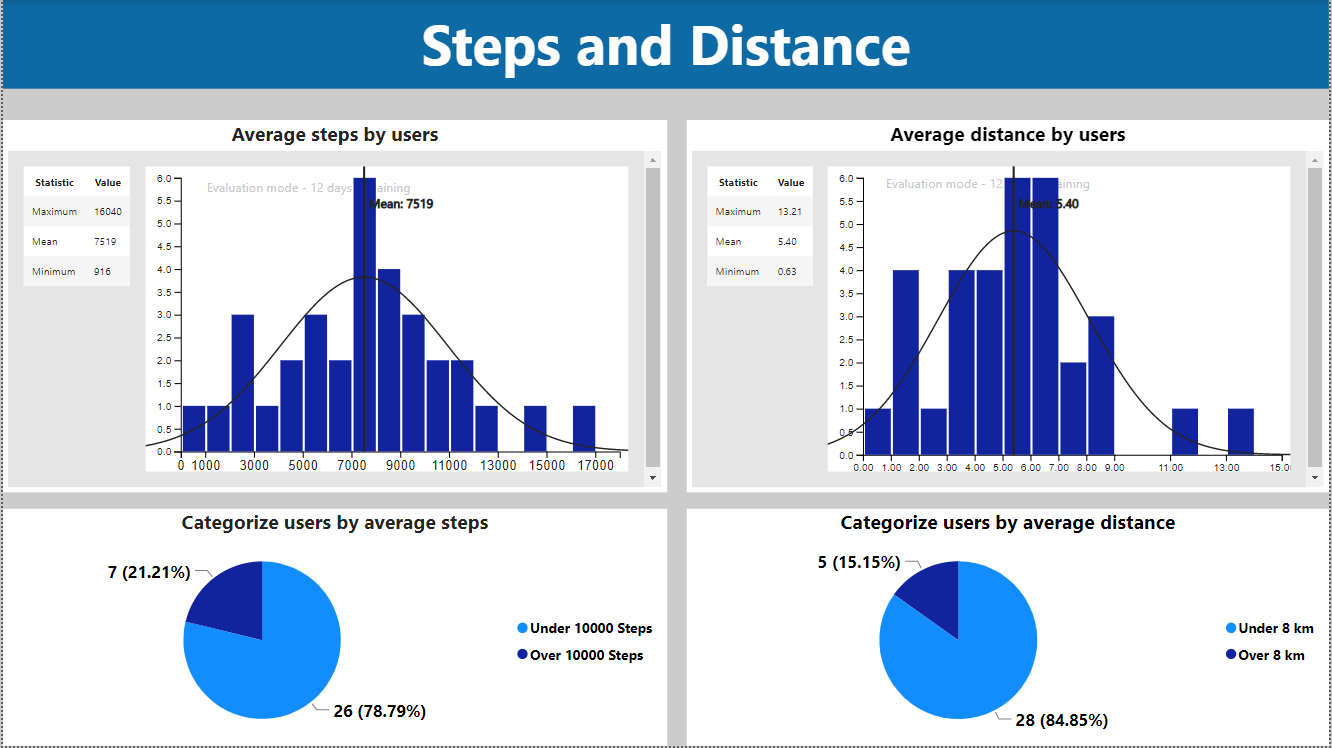 Steps and Distance
Average steps by users
Statistic Value
Maximum 16040
Mean 7519
Minimum 916
Evaluation mode - 12 days
Mean: 7519
6.0
5.5
5.0
4.5
4.0
3.5
3.0
2.5
2.0
1.5
1.0
0.5
0.0
0 1000 3000 5000 7000 9000 11000 13000 15000 17000
Average distance by users
Statistic Value
Maximum 13.21
Mean 5.40
Minimum 0.63
Evaluation mode - 12
Mean: 5.40
6.0
5.5
5.0
4.5
4.0
3.5
3.0
2.5
2.0
1.5
1.0
0.5
0.0
0.00 1.00 2.00 3.00 4.00 5.00 6.00 7.00 8.00 9.00 11.00 13.00
Categorize users by average steps
7 (21.21%)
26 (78.79%)
Under 10000 Steps
Over 10000 Steps
Categorize users by average distance
5 (15.15%)
28 (84.85%)
Under 8 km
Over 8 km